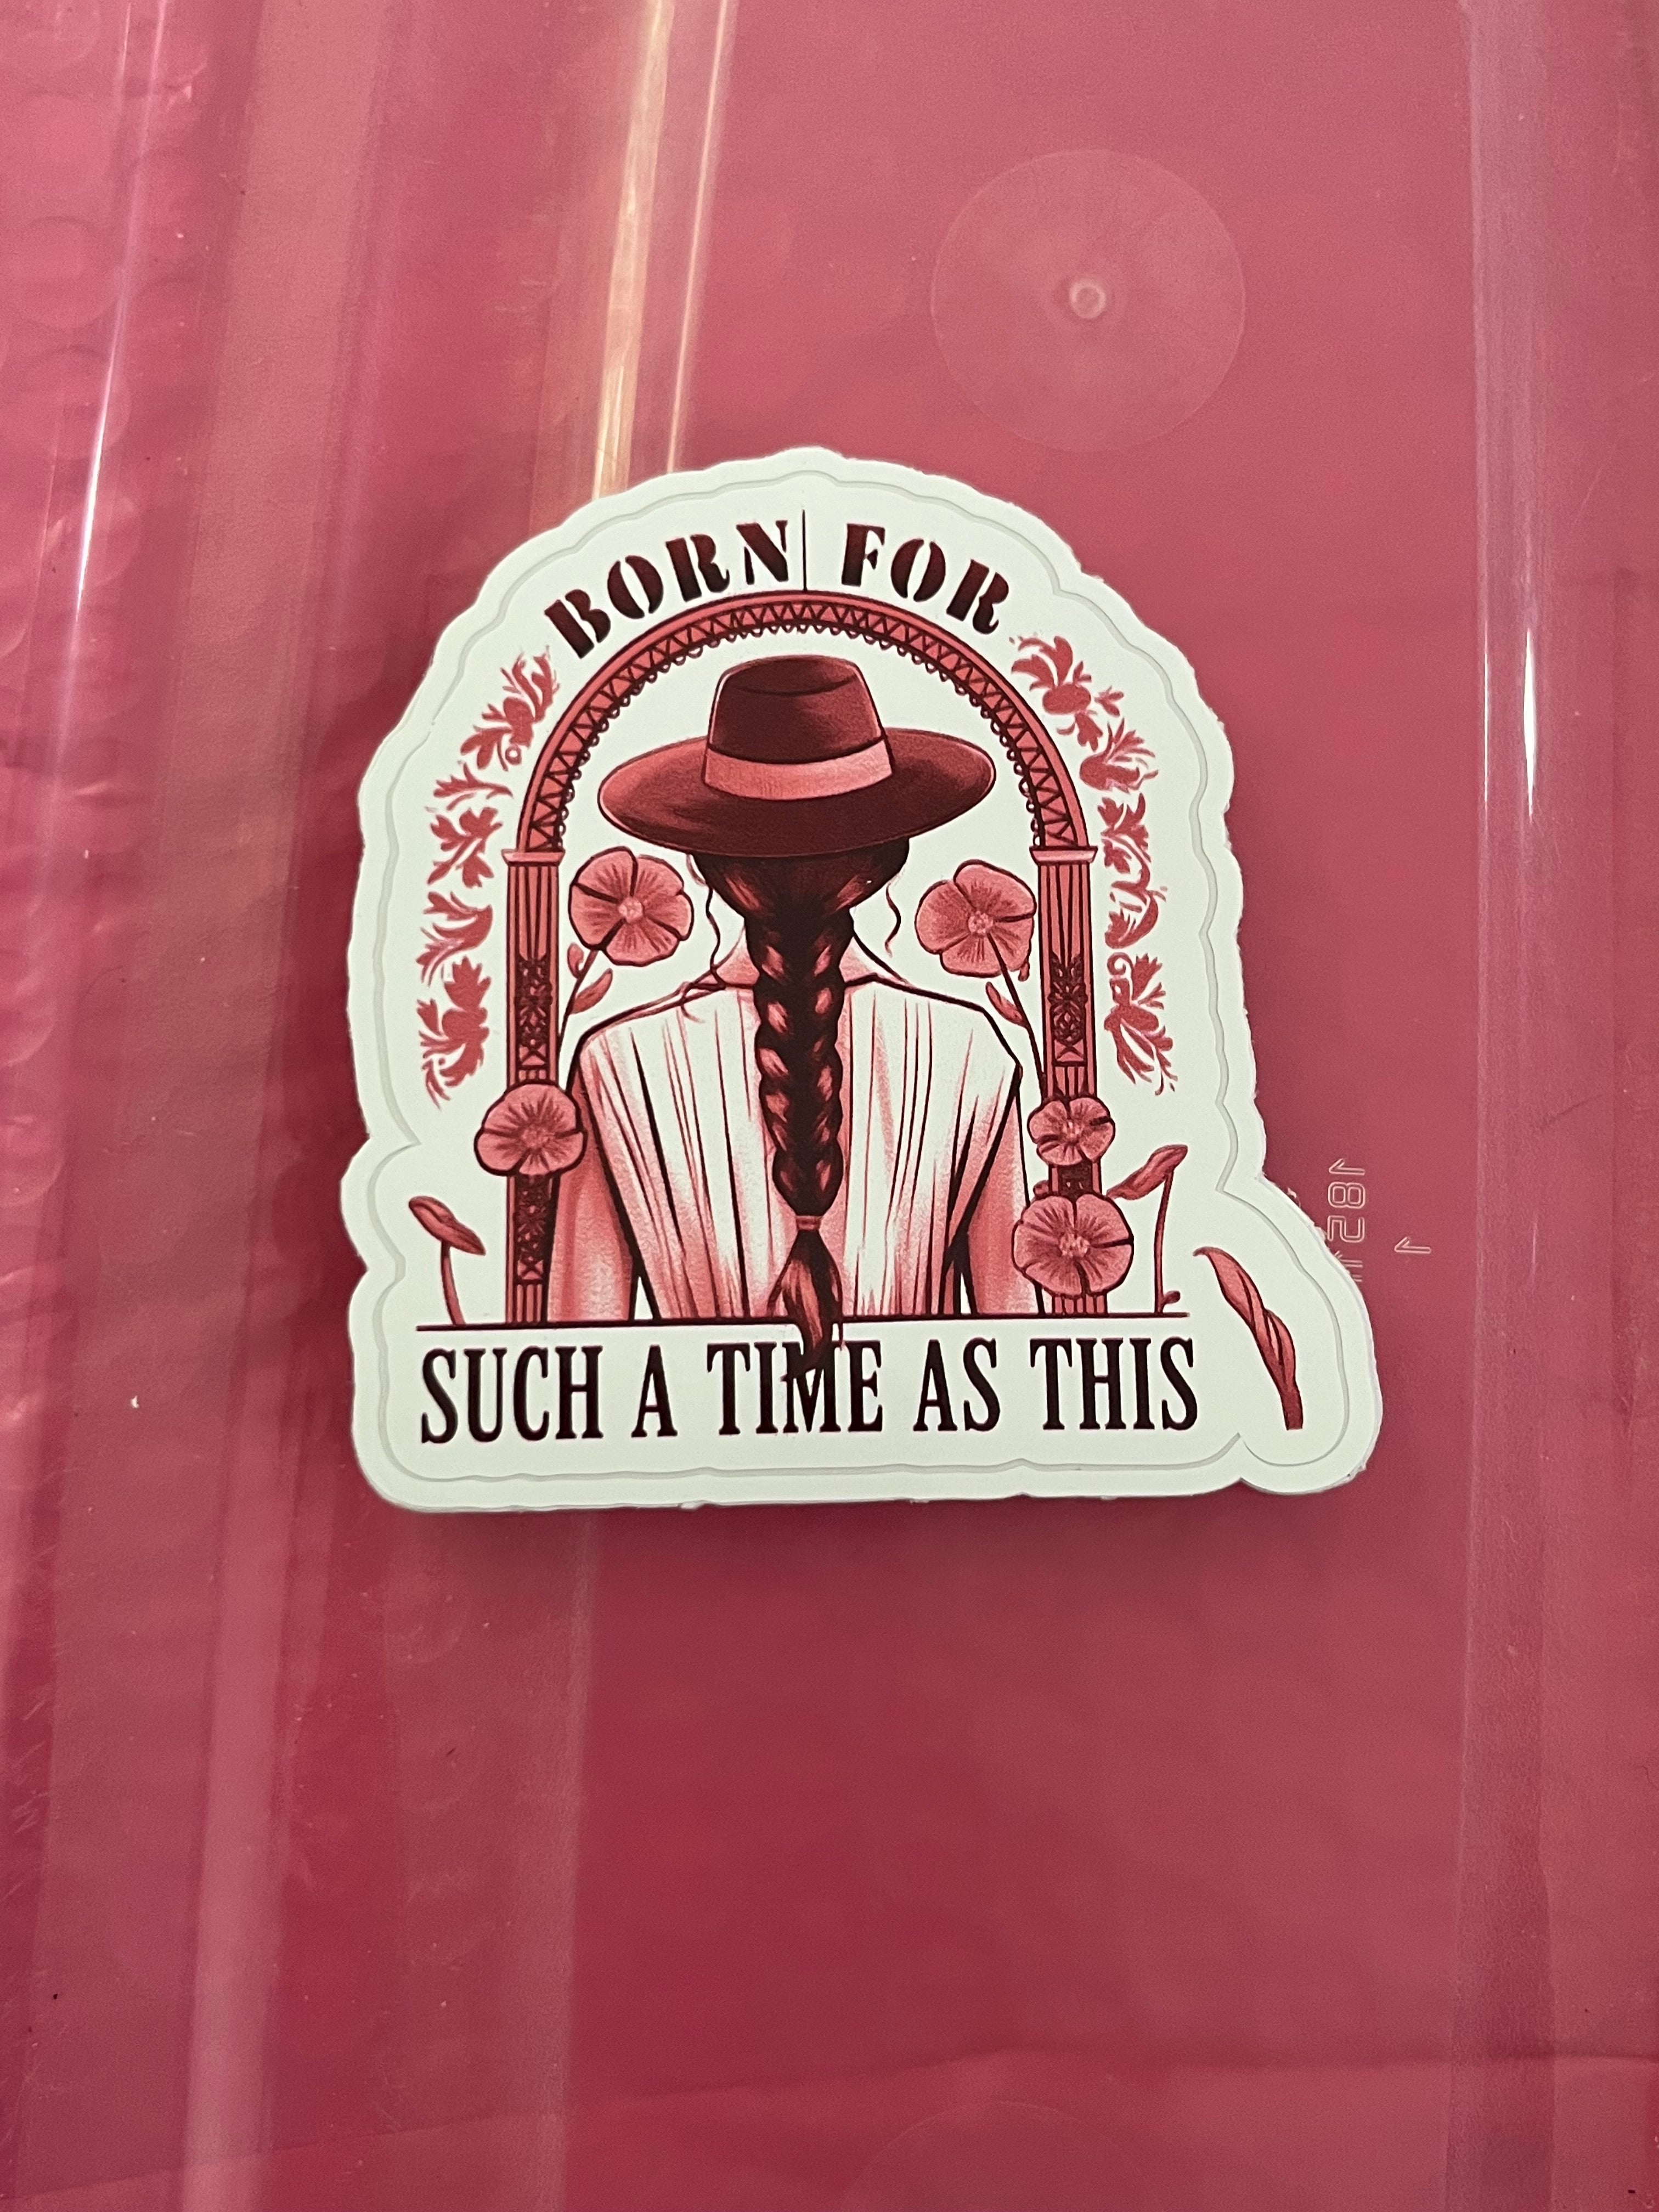 BORN FOR
SUCH A TIME AS THIS